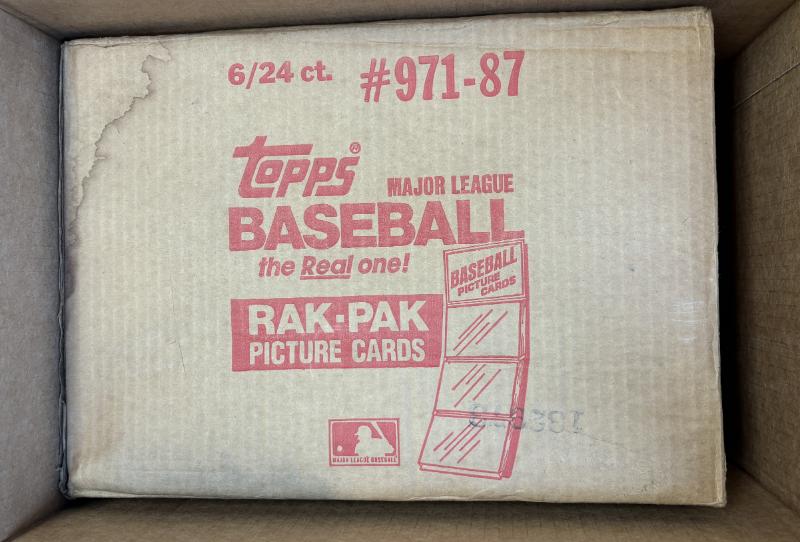 6/24 ct. #971-87
topps®
MAJOR LEAGUE
BASEBALL
the Real one!
BASEBALL
PICTURE
CARDS
RAK-PAK
PICTURE CARDS
MAJOR LEAGUE BASEBALL